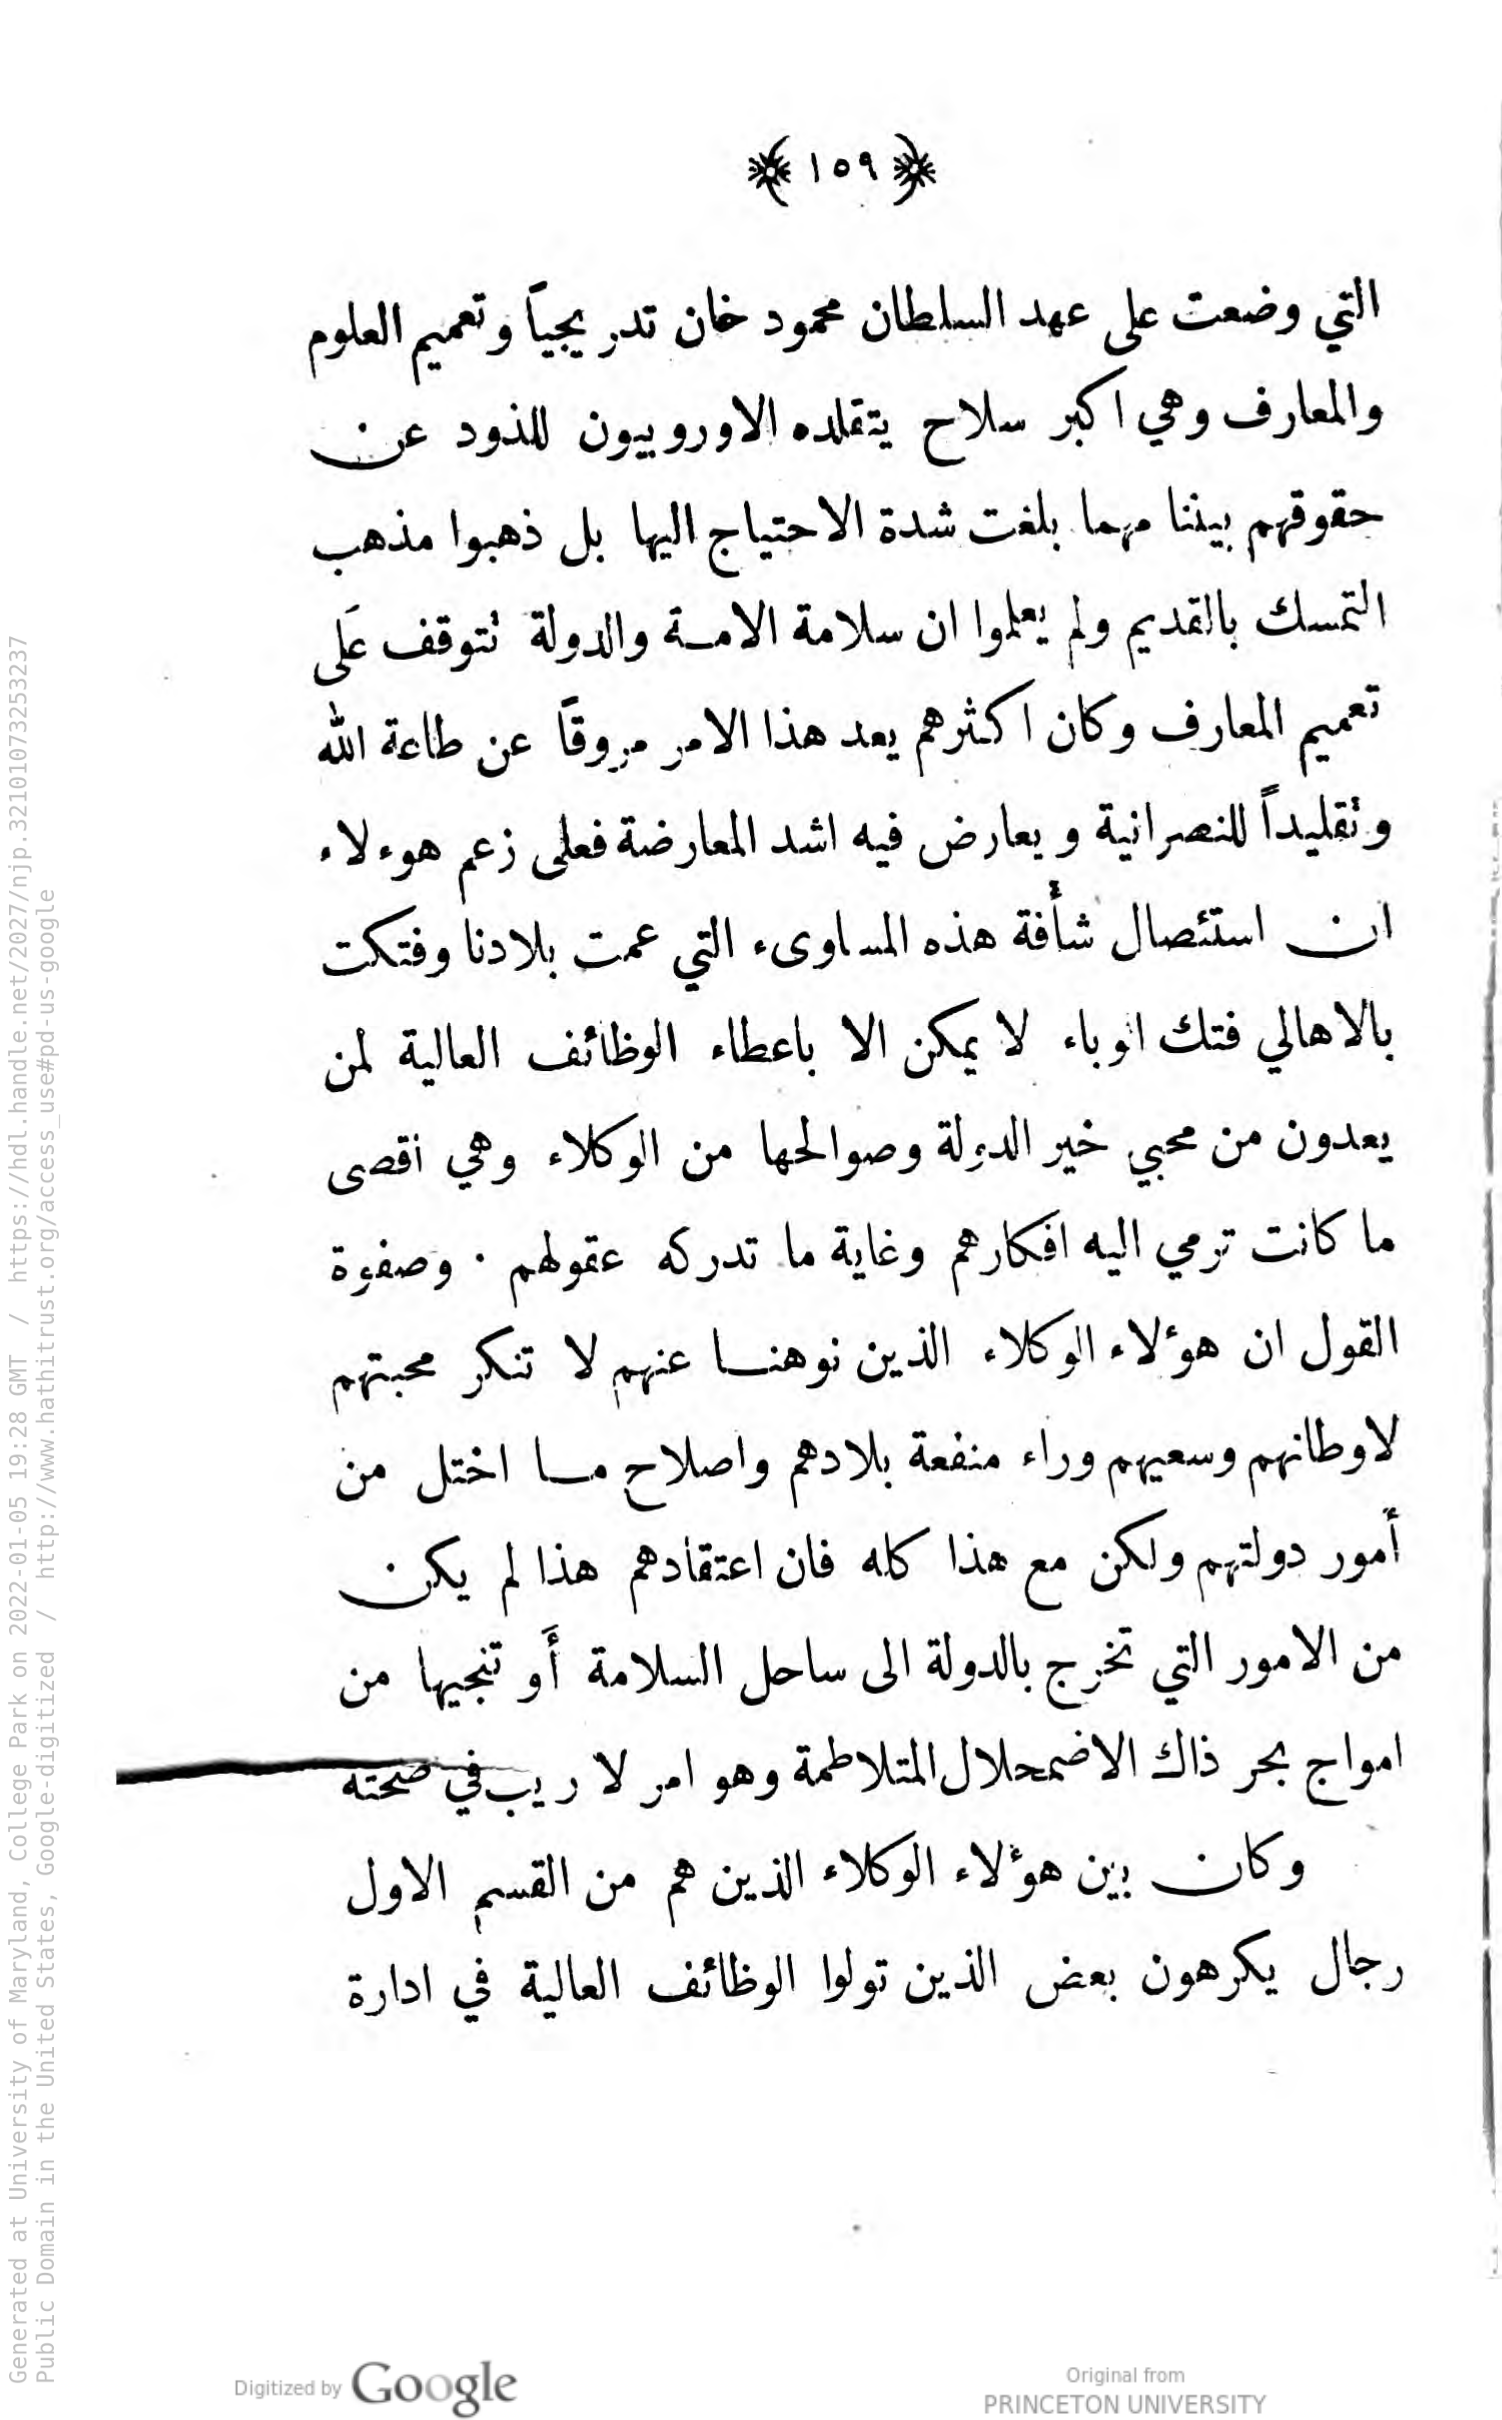 ﴿ ١٥٩ ﴾
التي وضعت على عهد السلطان محمود خان تدريجياً وتعميم العلوم
والمعارف وهي اكبر سلاح يتقلده الاوروبيون للذود عن
حقوقهم بيننا مهما بلغت شدة الاحتياج اليها بل ذهبوا مذهب
التمسك بالقديم ولم يعلموا ان سلامة الامة والدولة تتوقف عَلى
تعميم المعارف وكان اكثرهم يعد هذا الامر مروقاً عن طاعة الله
وتقليداً للنصرانية ويعارض فيه اشد المعارضة فعلى زعم هوءلاء
ان استئصال شأفة هذه المساوىء التي عمت بلادنا وفتكت
بالاهالي فتك الوباء لا يمكن الا باعطاء الوظائف العالية لمن
يعدون من محبي خير الدولة وصوالحها من الوكلاء وهي اقصى
ما كانت ترمي اليه افكارهم وغاية ما تدركه عقولهم . وصفوة
القول ان هؤلاء الوكلاء الذين نوهنا عنهم لا تنكر محبتهم
لاوطانهم وسعيهم وراء منفعة بلادهم واصلاح ما اختل من
أمور دولتهم ولكن مع هذا كله فان اعتقادهم هذا لم يكن
من الامور التي تخرج بالدولة الى ساحل السلامة أَو تنجيها من
امواج بحر ذاك الاضمحلال المتلاطمة وهو امر لا ريب في صحته
وكان بين هؤلاء الوكلاء الذين هم من القسم الاول
رجال يكرهون بعض الذين تولوا الوظائف العالية في ادارة
Generated at University of Maryland, College Park on 2022-01-05 19:28 GMT / https://hdl.handle.net/2027/njp.32101073253237
Public Domain in the United States, Google-digitized / http://www.hathitrust.org/access_use#pd-us-google
Digitized by Google
Original from
PRINCETON UNIVERSITY